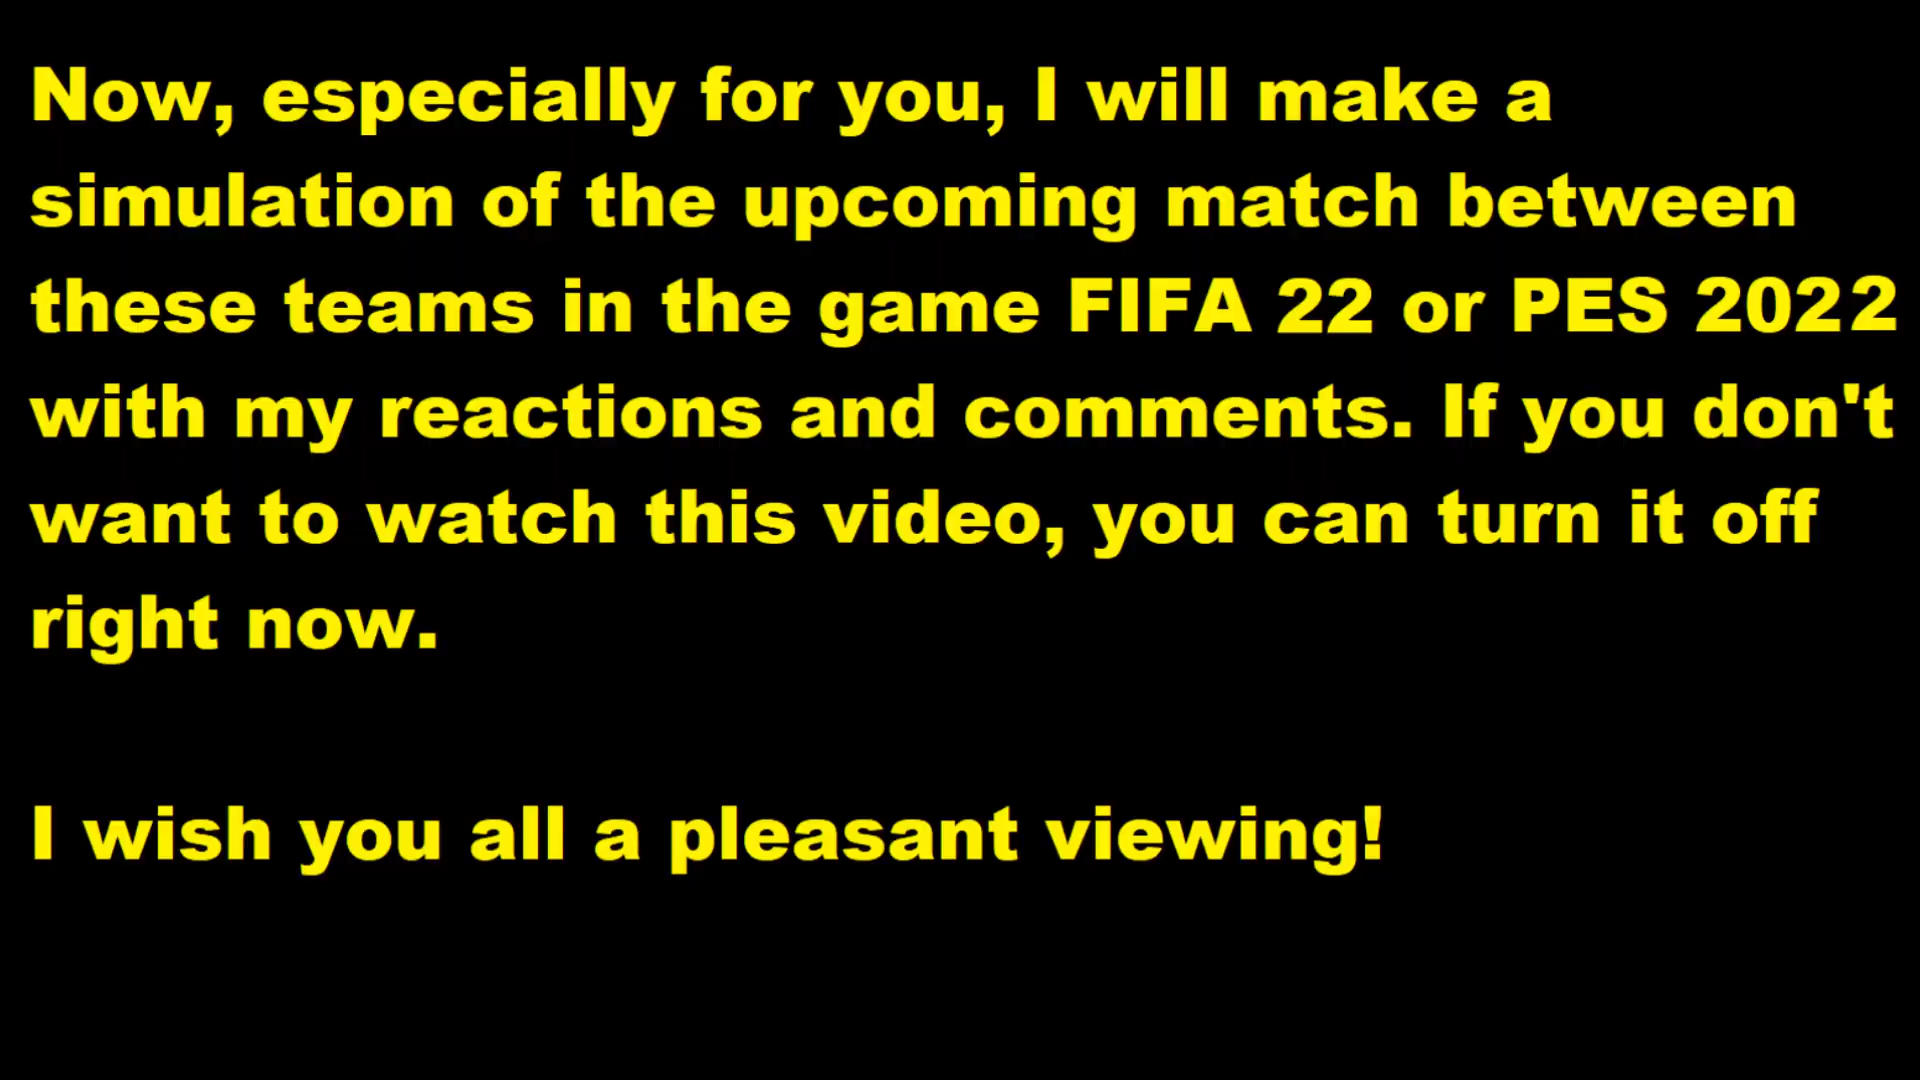 Now, especially for you, I will make a
simulation of the upcoming match between
these teams in the game FIFA 22 or PES 2022
with my reactions and comments. If you don't
want to watch this video, you can turn it off
right now.
I wish you all a pleasant viewing!